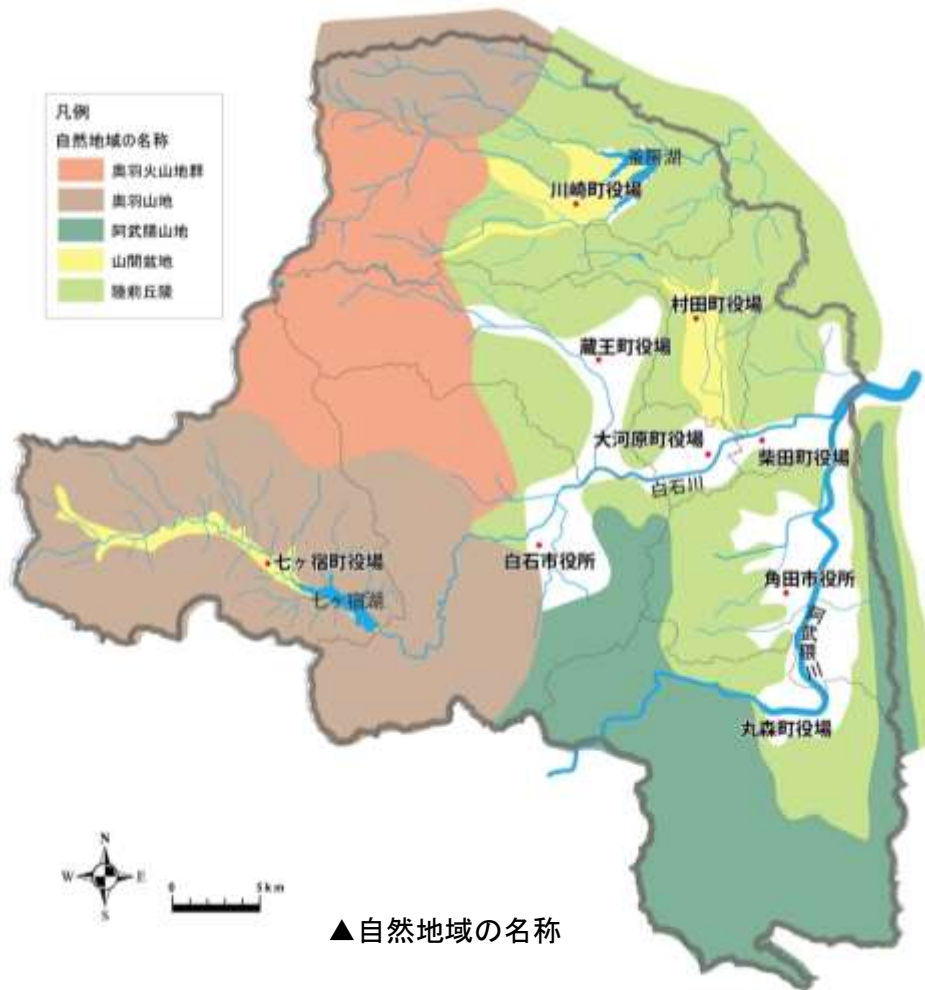 凡例
自然地域の名称
奥羽火山地群
奥羽山地
阿武隈山地
山間盆地
陸前丘陵
釜房湖
川崎町役場
村田町役場
蔵王町役場
大河原町役場
柴田町役場
白石川
白石市役所
七ヶ宿町役場
七ヶ宿湖
角田市役所
阿武隈川
丸森町役場
N
W E
S
0 5km
▲自然地域の名称